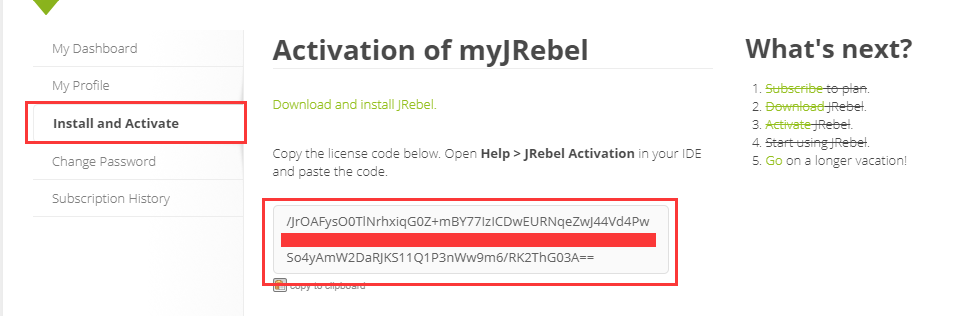 My Dashboard
My Profile
Install and Activate
Change Password
Subscription History
Activation of myJRebel
Download and install JRebel.
Copy the license code below. Open Help > JRebel Activation in your IDE
and paste the code.
/JrOAFysO0TlNrhxiqG0Z+mBY77IzICDwEURNqeZwJ44Vd4Pw
So4yAmW2DaRJKS11Q1P3nWw9m6/RK2ThG03A==
copy to clipboard
What's next?
1. Subscribe to plan.
2. Download JRebel.
3. Activate JRebel.
4. Start using JRebel.
5. Go on a longer vacation!